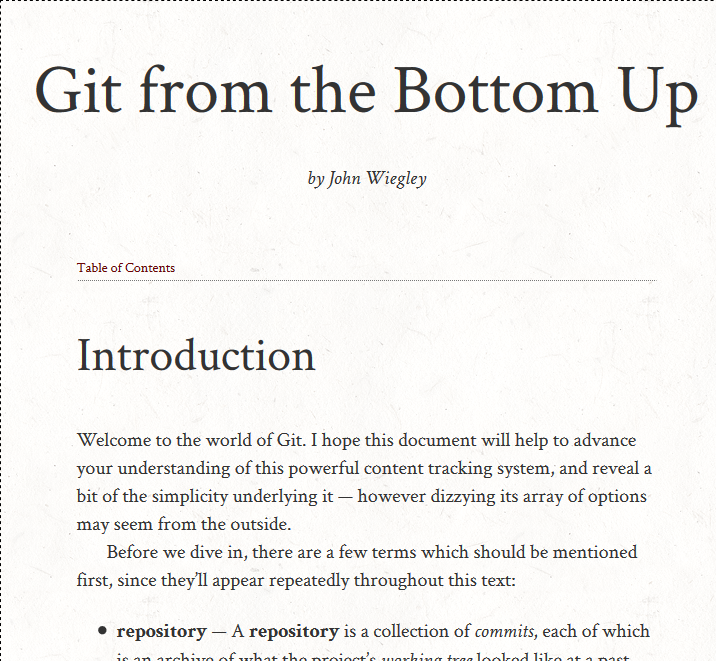 Git from the Bottom Up
by John Wiegley
Table of Contents
Introduction
Welcome to the world of Git. I hope this document will help to advance
your understanding of this powerful content tracking system, and reveal a
bit of the simplicity underlying it — however dizzying its array of options
may seem from the outside.
Before we dive in, there are a few terms which should be mentioned
first, since they’ll appear repeatedly throughout this text:
• repository — A repository is a collection of commits, each of which
is an archive of what the project’s working tree looked like at a past